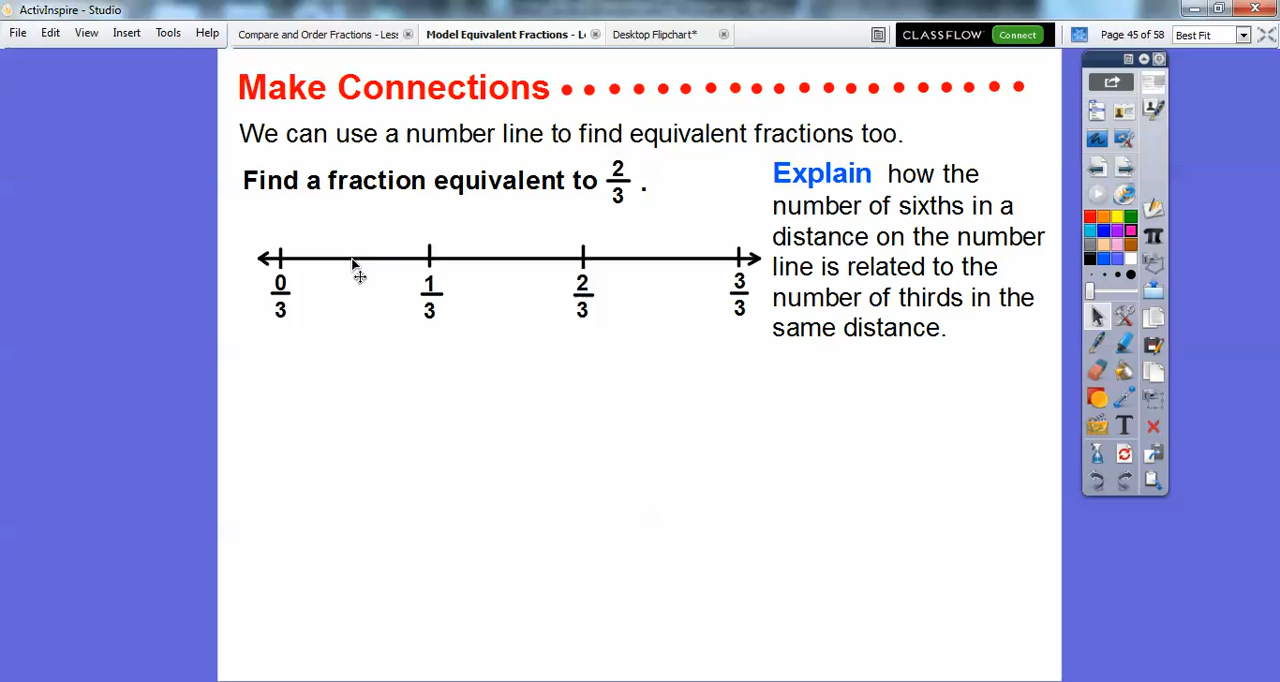 ActivInspire - Studio
File Edit View Insert Tools Help
Compare and Order Fractions - Less
Model Equivalent Fractions - Le
Desktop Flipchart*
CLASSFLOW Connect
Page 45 of 58
Best Fit
Make Connections
We can use a number line to find equivalent fractions too.
Find a fraction equivalent to 2/3 .
0/3 1/3 2/3 3/3
Explain how the
number of sixths in a
distance on the number
line is related to the
number of thirds in the
same distance.